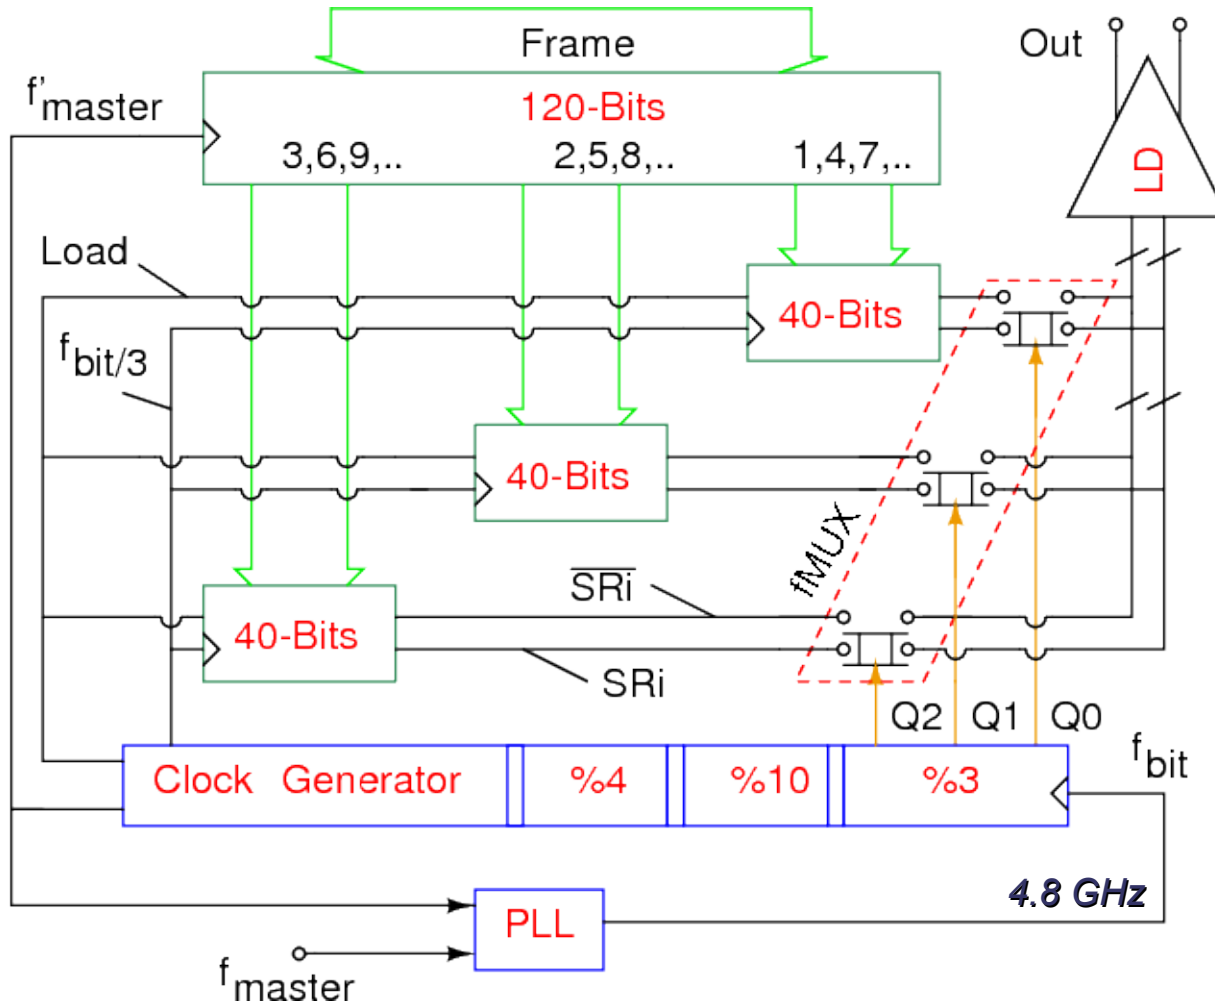 Frame
Out
f'master
120-Bits
3,6,9,.. 2,5,8,.. 1,4,7,..
LD
Load
40-Bits
fbit/3
40-Bits
fMUX
SRi
40-Bits
SRi
Q2 Q1 Q0
fbit
Clock Generator %4 %10 %3
4.8 GHz
PLL
fmaster